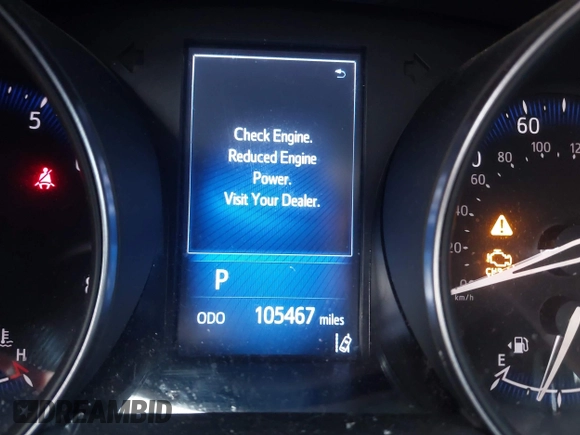 Check Engine.
Reduced Engine
Power.
Visit Your Dealer.
P
ODO 105467 miles
5
H
60
80
100
60
40
20
km/h
E
DREAMBID